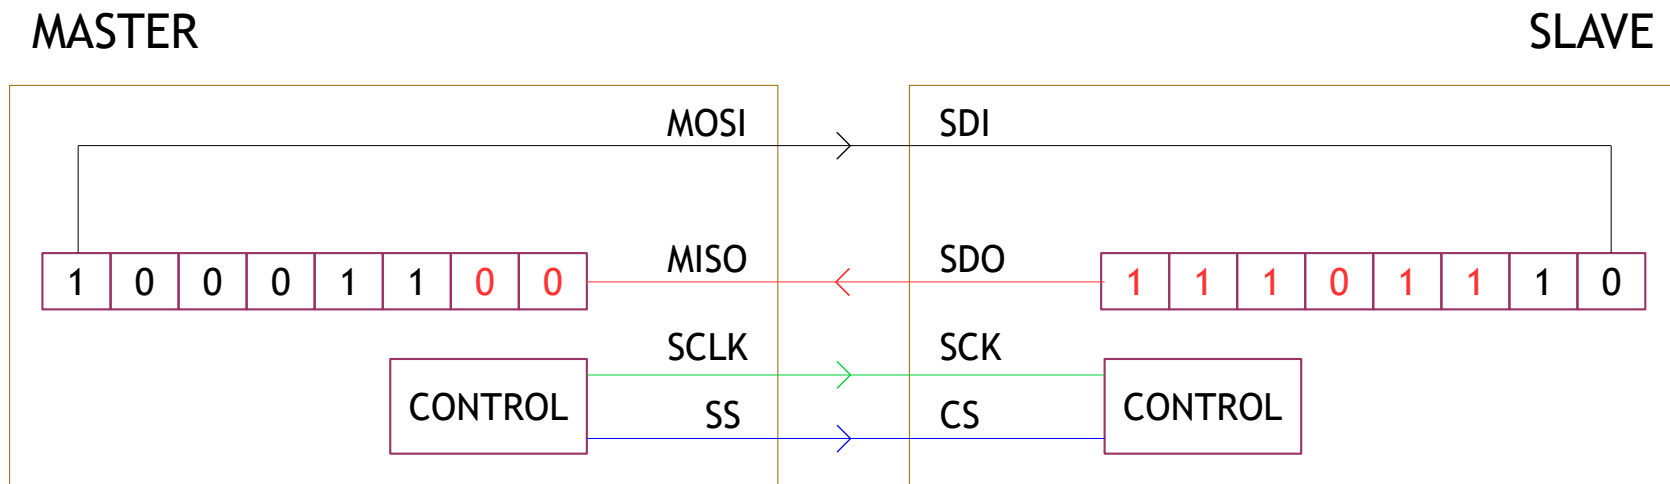 MASTER SLAVE
MOSI SDI
1 0 0 0 1 1 0 0 MISO SDO 1 1 1 0 1 1 1 0
SCLK SCK
CONTROL CONTROL
SS CS